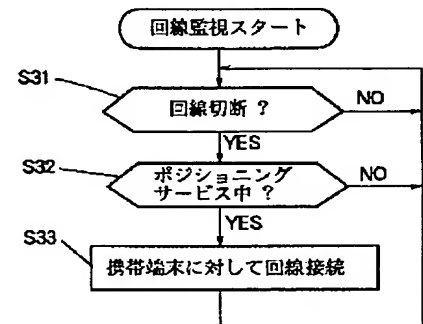 回線監視スタート
S31
回線切断 ?
NO
YES
S32
ポジショニング
サービス中 ?
NO
YES
S33
携帯端末に対して回線接続